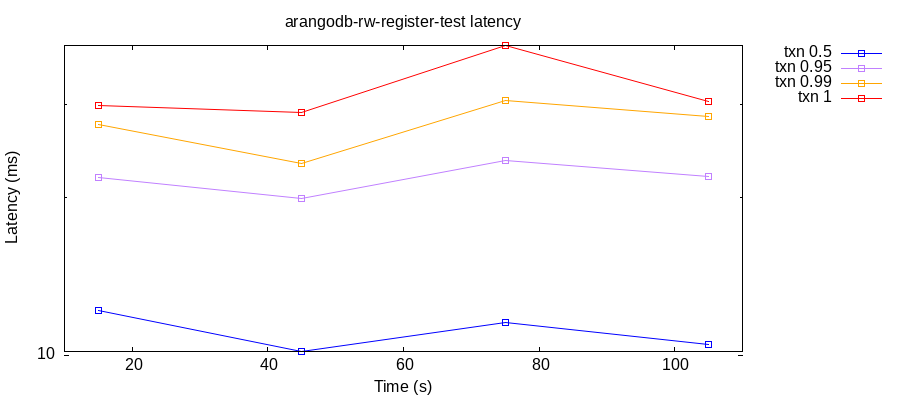 arangodb-rw-register-test latency
txn 0.5
txn 0.95
txn 0.99
txn 1
Latency (ms)
10
20 40 60 80 100
Time (s)